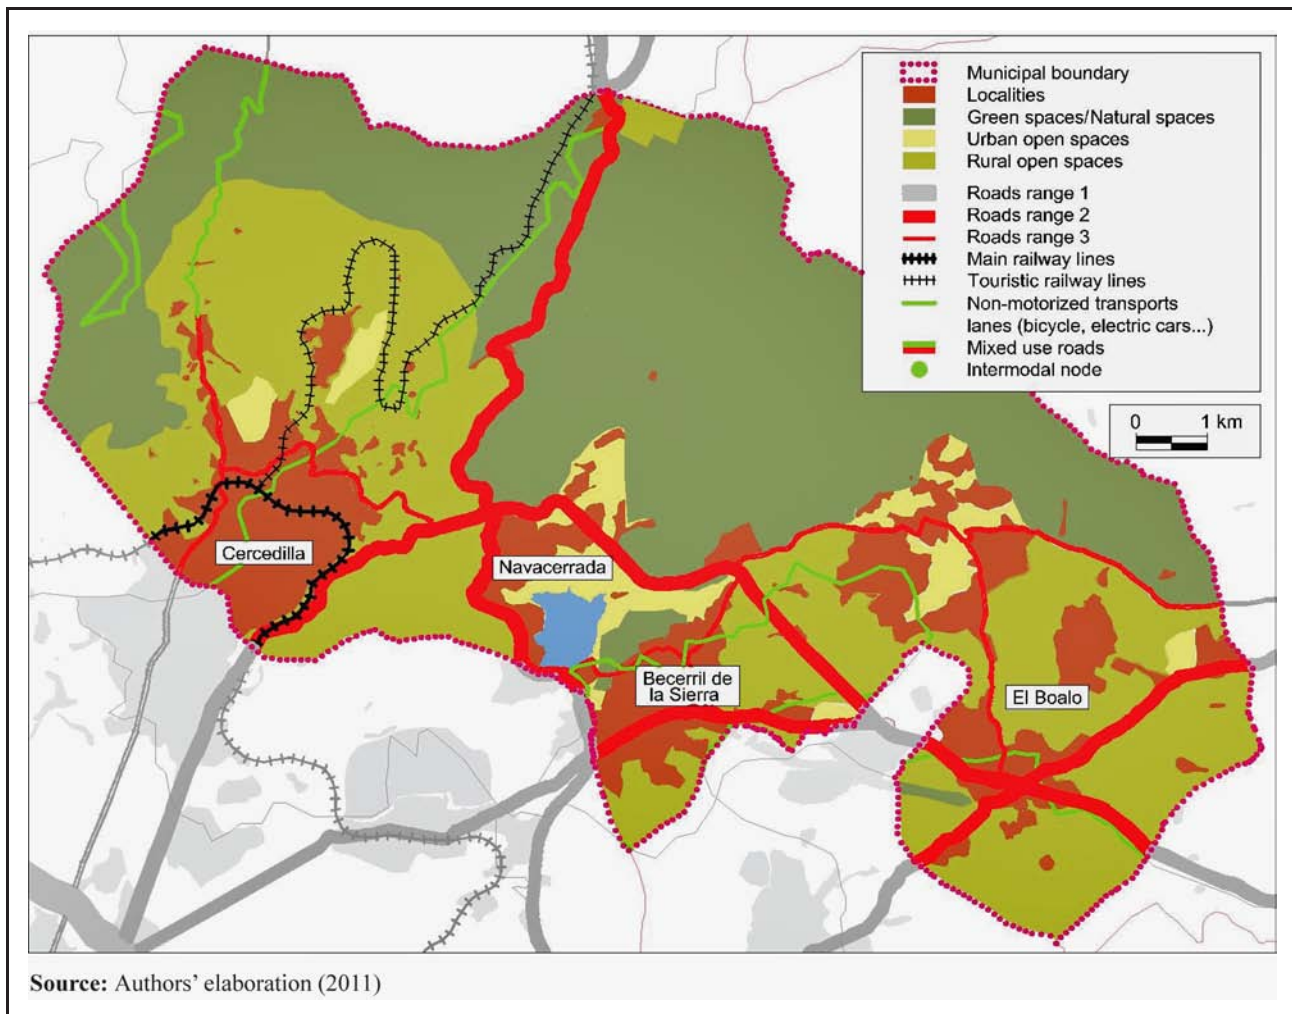 Municipal boundary
Localities
Green spaces/Natural spaces
Urban open spaces
Rural open spaces
Roads range 1
Roads range 2
Roads range 3
Main railway lines
Touristic railway lines
Non-motorized transports
lanes (bicycle, electric cars...)
Mixed use roads
Intermodal node
0 1 km
Cercedilla
Navacerrada
Becerril de
la Sierra
El Boalo
Source: Authors’ elaboration (2011)